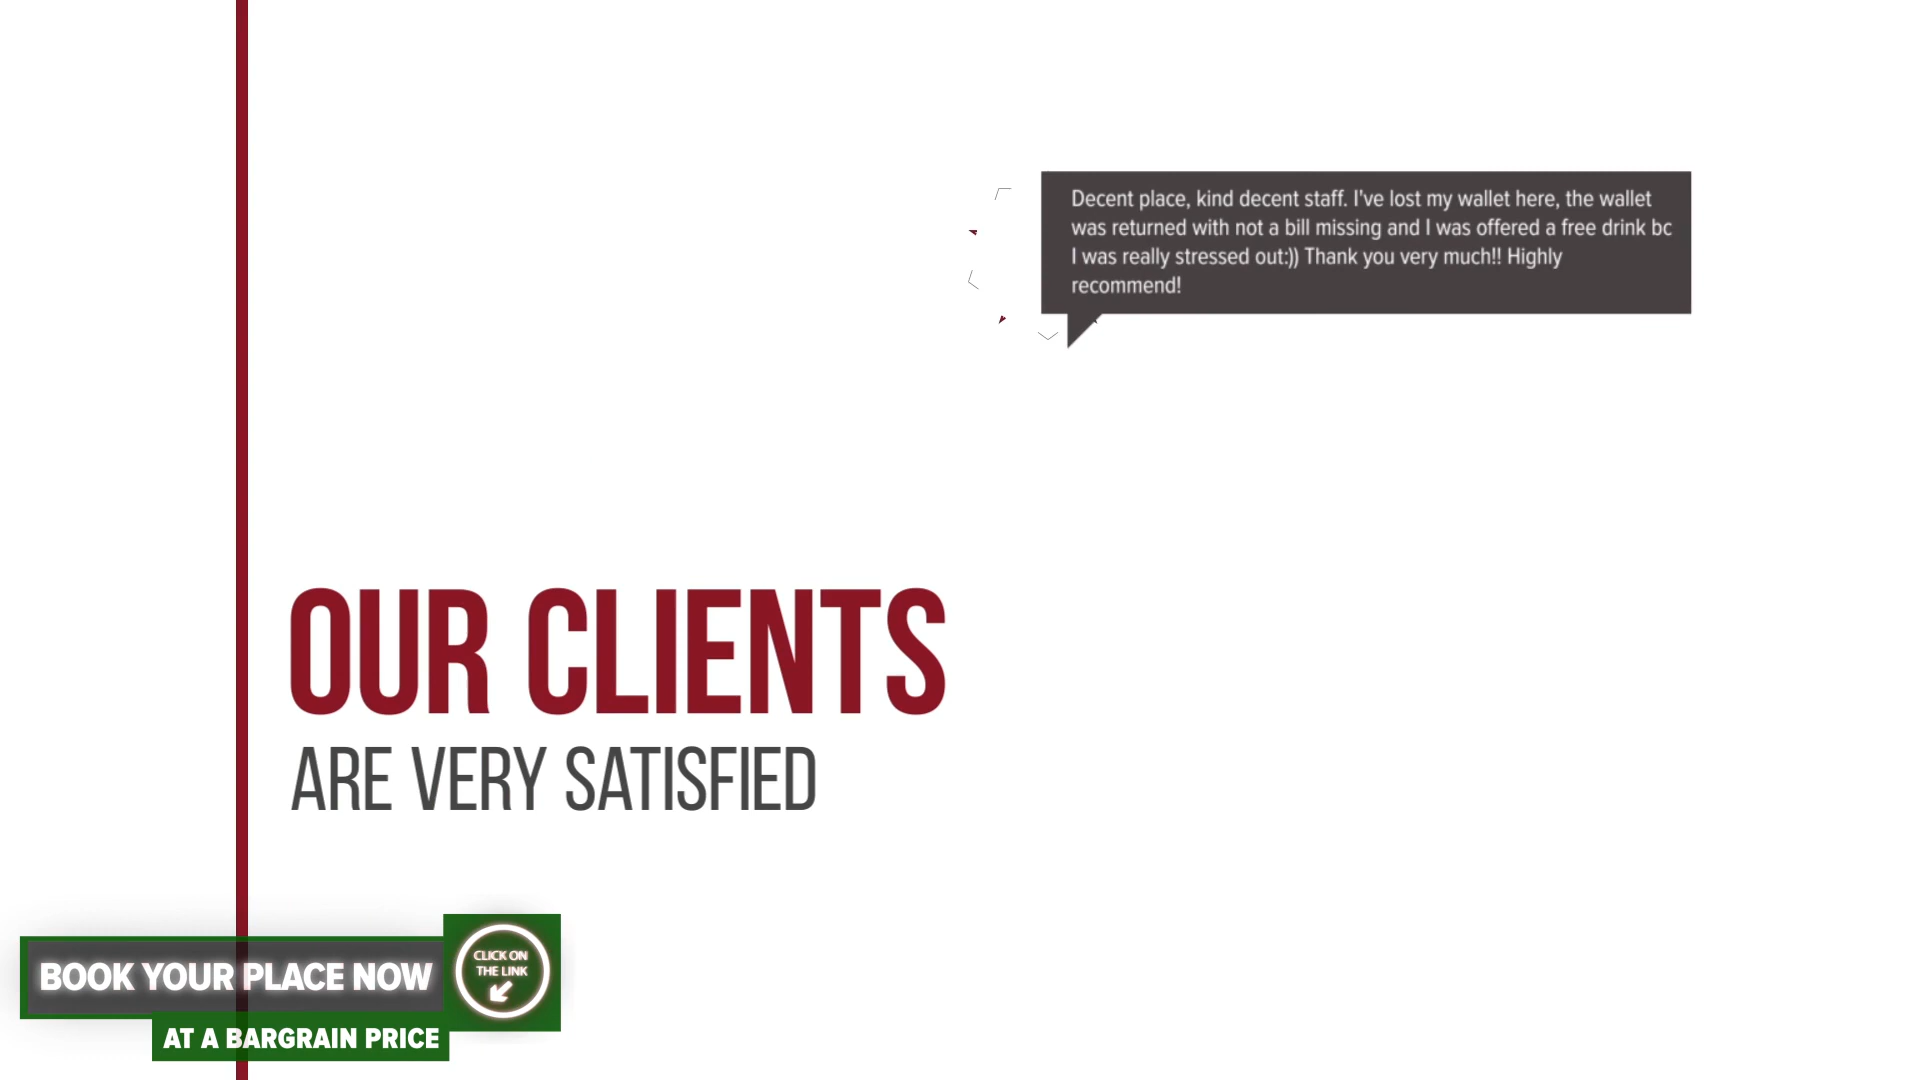 Decent place, kind decent staff. I've lost my wallet here, the wallet
was returned with not a bill missing and I was offered a free drink bc
I was really stressed out:)) Thank you very much!! Highly
recommend!
OUR CLIENTS
ARE VERY SATISFIED
BOOK YOUR PLACE NOW
CLICK ON
THE LINK
AT A BARGRAIN PRICE